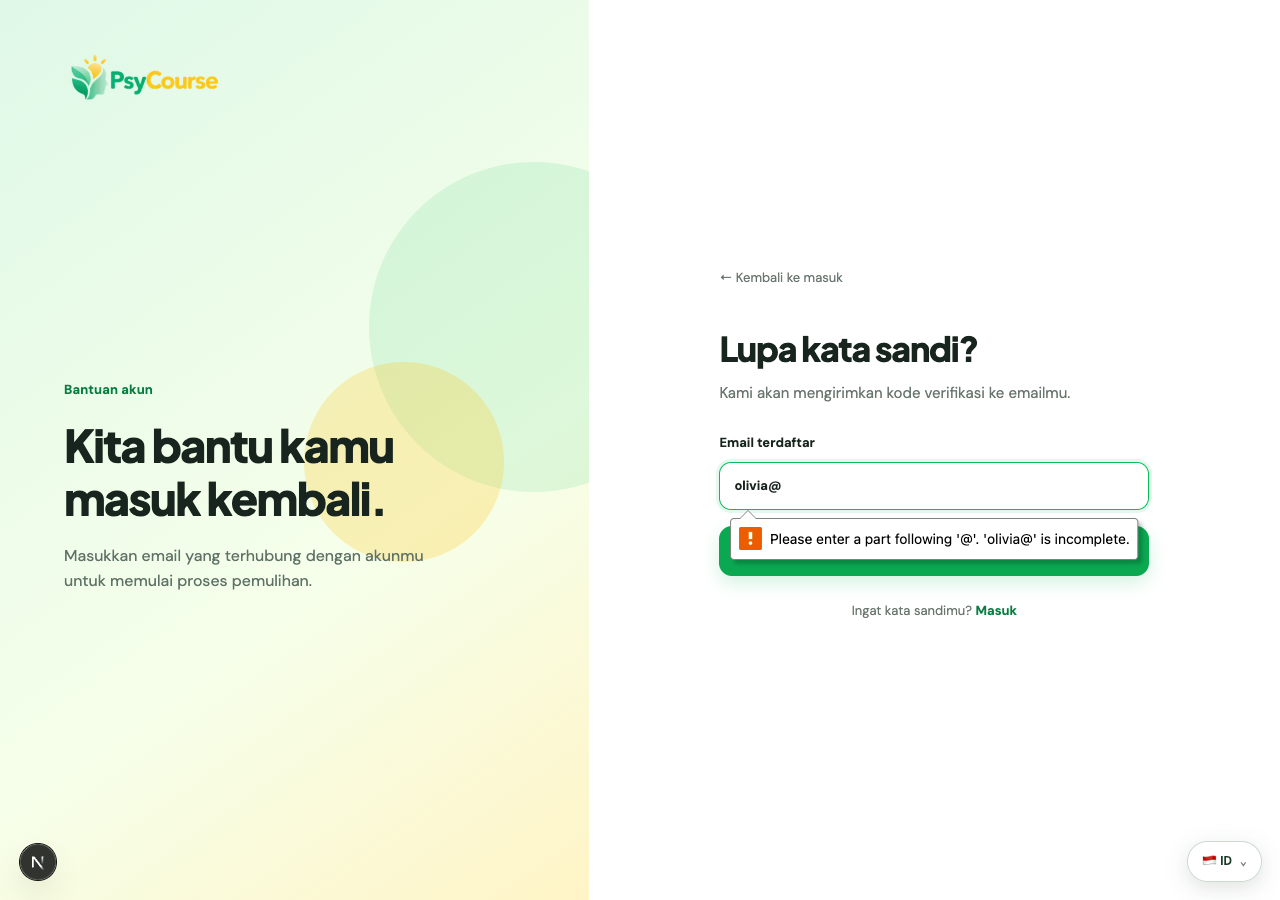 PsyCourse
Bantuan akun
Kita bantu kamu
masuk kembali.
Masukkan email yang terhubung dengan akunmu
untuk memulai proses pemulihan.
← Kembali ke masuk
Lupa kata sandi?
Kami akan mengirimkan kode verifikasi ke emailmu.
Email terdaftar
olivia@
Please enter a part following '@'. 'olivia@' is incomplete.
Ingat kata sandimu? Masuk
N
ID